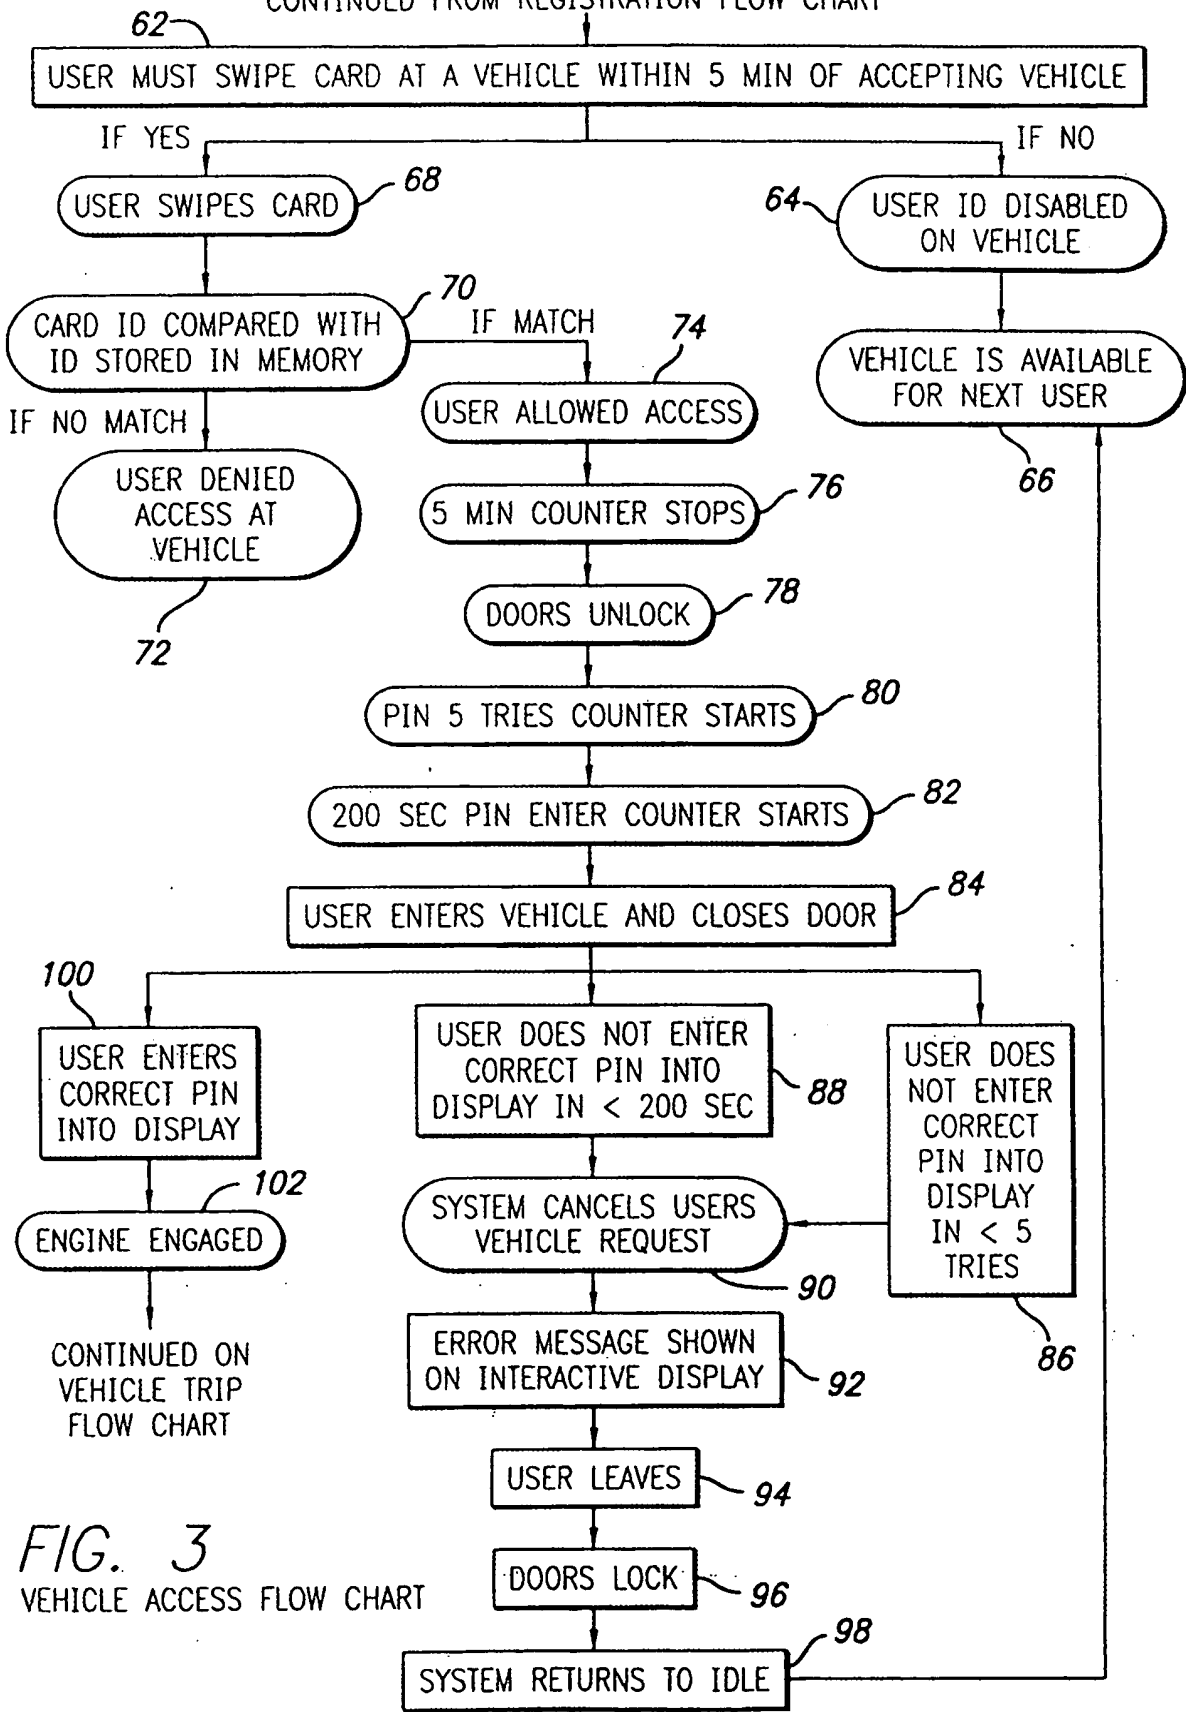 CONTINUED FROM REGISTRATION FLOW CHART
62
USER MUST SWIPE CARD AT A VEHICLE WITHIN 5 MIN OF ACCEPTING VEHICLE
IF YES
IF NO
USER SWIPES CARD
68
64
USER ID DISABLED
ON VEHICLE
70
CARD ID COMPARED WITH
ID STORED IN MEMORY
IF MATCH
74
VEHICLE IS AVAILABLE
FOR NEXT USER
66
USER ALLOWED ACCESS
IF NO MATCH
USER DENIED
ACCESS AT
VEHICLE
72
5 MIN COUNTER STOPS
76
DOORS UNLOCK
78
PIN 5 TRIES COUNTER STARTS
80
200 SEC PIN ENTER COUNTER STARTS
82
USER ENTERS VEHICLE AND CLOSES DOOR
84
100
USER ENTERS
CORRECT PIN
INTO DISPLAY
USER DOES NOT ENTER
CORRECT PIN INTO
DISPLAY IN < 200 SEC
88
USER DOES
NOT ENTER
CORRECT
PIN INTO
DISPLAY
IN < 5
TRIES
86
102
ENGINE ENGAGED
SYSTEM CANCELS USERS
VEHICLE REQUEST
90
CONTINUED ON
VEHICLE TRIP
FLOW CHART
ERROR MESSAGE SHOWN
ON INTERACTIVE DISPLAY
92
USER LEAVES
94
DOORS LOCK
96
SYSTEM RETURNS TO IDLE
98
FIG. 3
VEHICLE ACCESS FLOW CHART